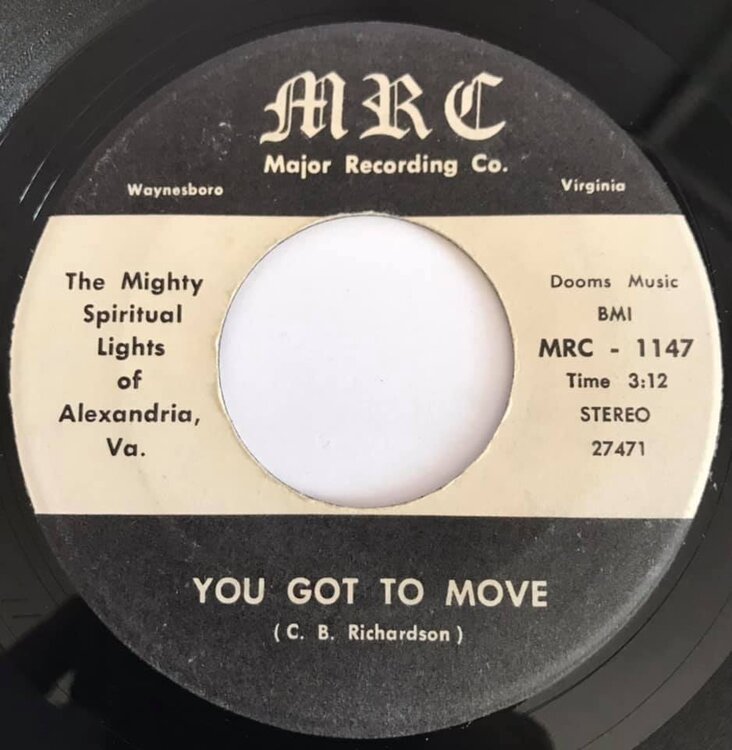 MRC
Major Recording Co.
Waynesboro
Virginia
The Mighty
Spiritual
Lights
of
Alexandria,
Va.
Dooms Music
BMI
MRC - 1147
Time 3:12
STEREO
27471
YOU GOT TO MOVE
(C. B. Richardson)